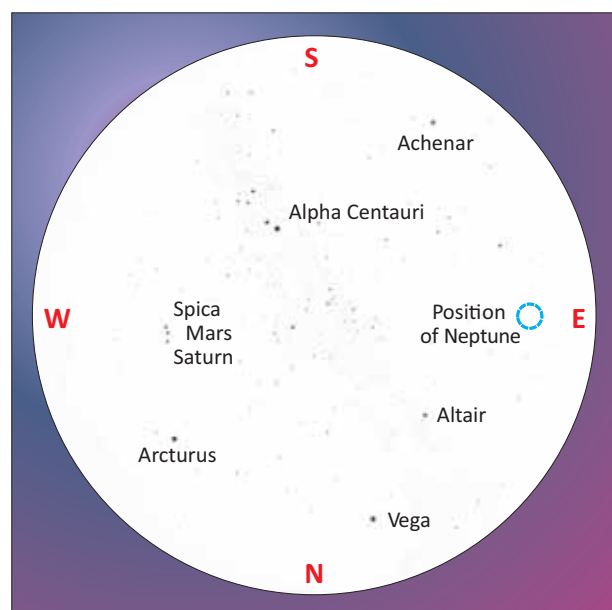 S
Achenar
Alpha Centauri
W
Spica
Mars
Saturn
Position
of Neptune
E
Altair
Arcturus
Vega
N